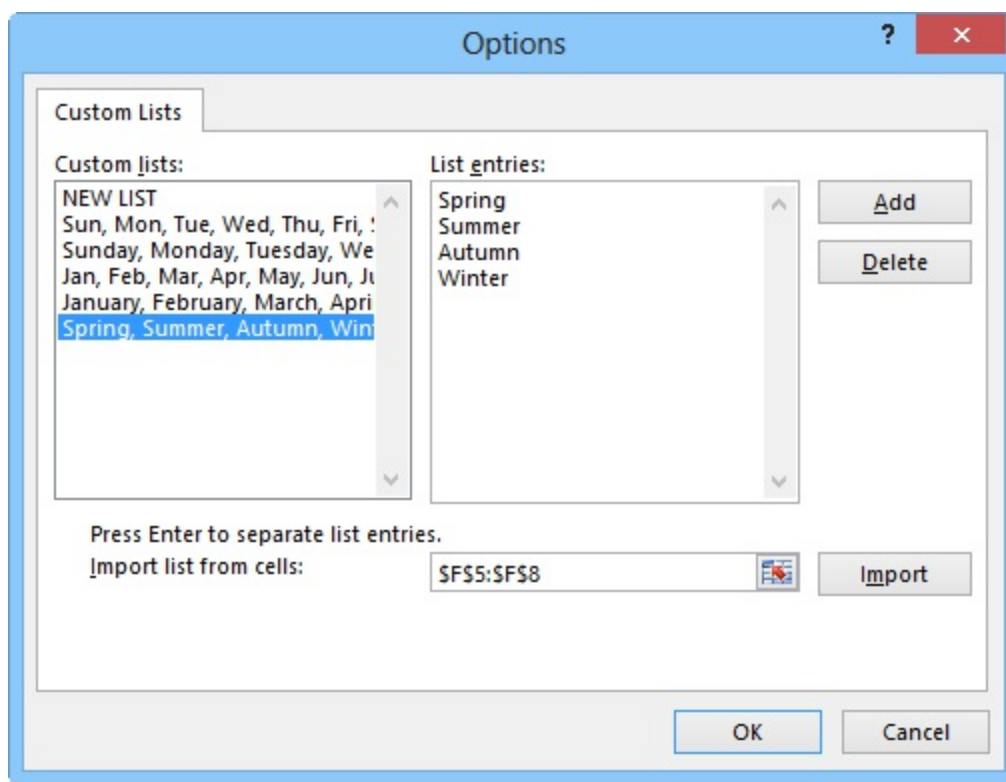 Options
?
Custom Lists
Custom lists:
List entries:
NEW LIST
Sun, Mon, Tue, Wed, Thu, Fri,
Sunday, Monday, Tuesday, We
Jan, Feb, Mar, Apr, May, Jun,
January, February, March, Apri
Spring, Summer, Autumn, Win
Spring
Summer
Autumn
Winter
Add
Delete
Press Enter to separate list entries.
Import list from cells:
$F$5:$F$8
Import
OK
Cancel